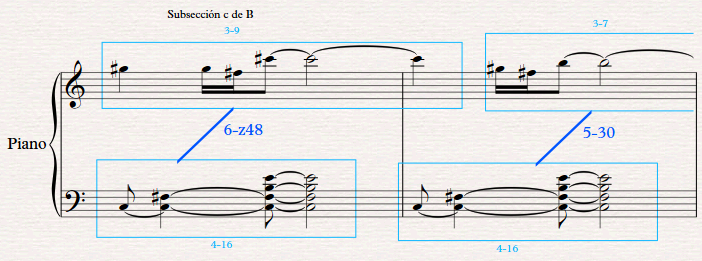 Subsección c de B
3-9
3-7
6-z48
5-30
Piano
4-16
4-16